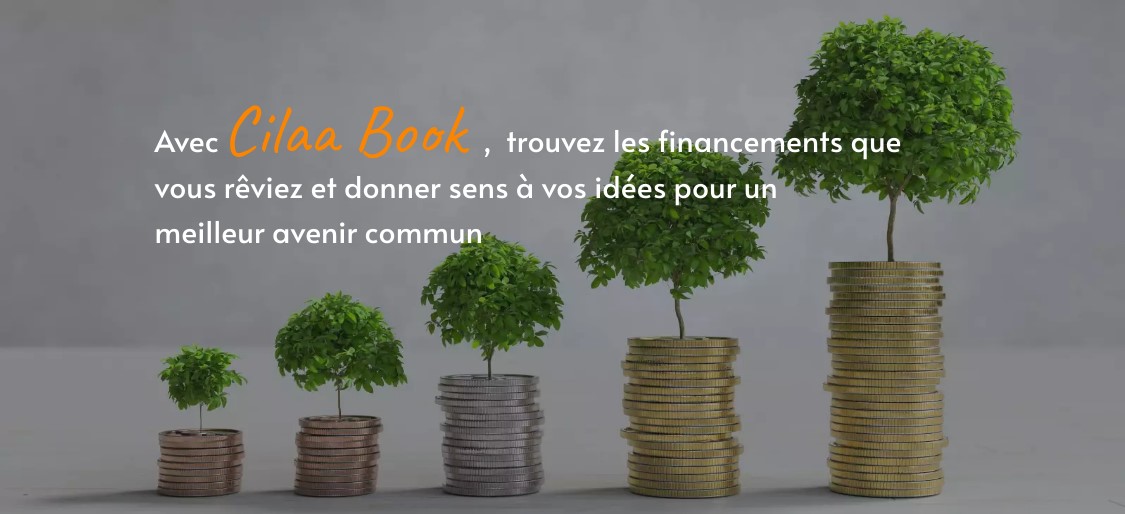 Avec Cilaa Book , trouvez les financements que
vous rêviez et donner sens à vos idées pour un
meilleur avenir commun